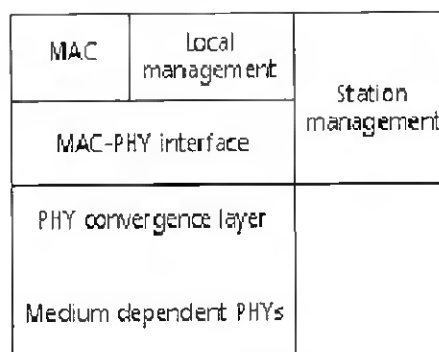 MAC
Local
management
Station
management
MAC-PHY interface
PHY convergence layer
Medium dependent PHYs